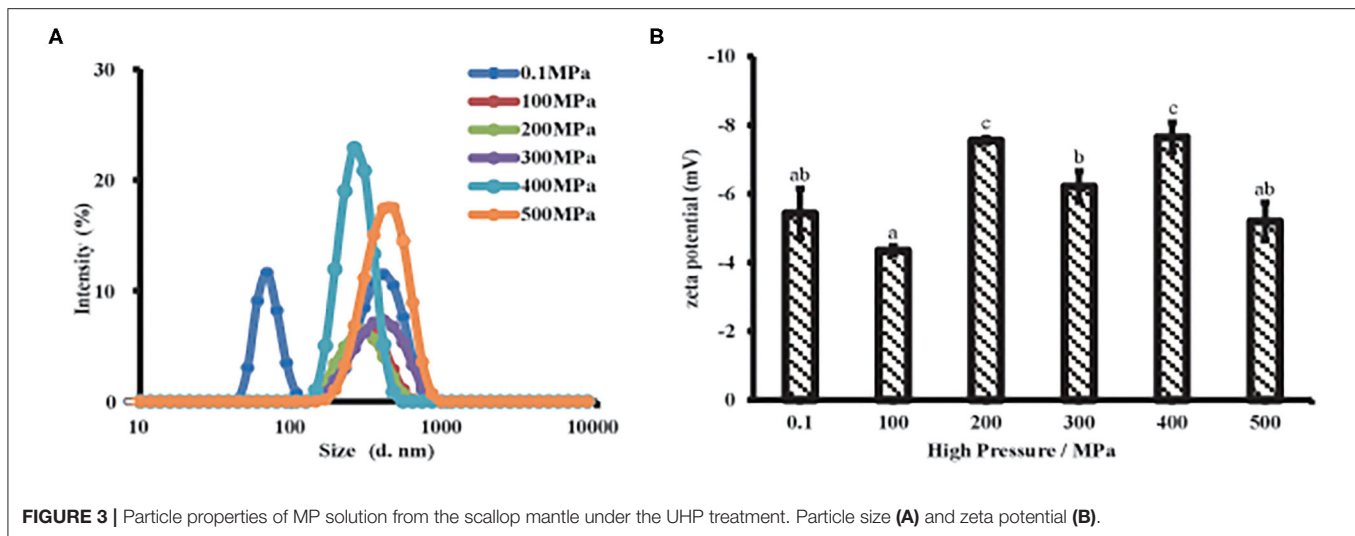 A
30
20
10
0
Intensity (%)
10
100
1000
10000
Size (d. nm)
0.1MPa
100MPa
200MPa
300MPa
400MPa
500MPa
B
-10
-8
-6
-4
-2
0
zeta potential (mV)
ab
a
c
b
c
ab
0.1
100
200
300
400
500
High Pressure / MPa
FIGURE 3 | Particle properties of MP solution from the scallop mantle under the UHP treatment. Particle size (A) and zeta potential (B).